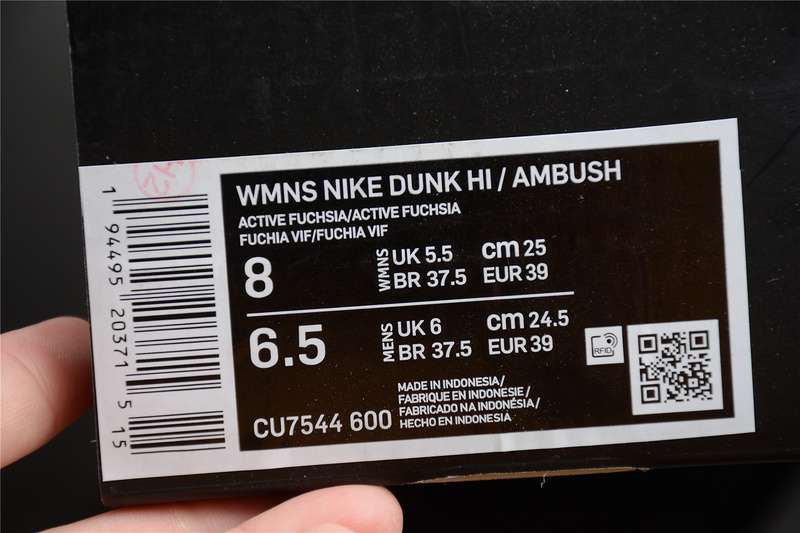 WMNS NIKE DUNK HI / AMBUSH
ACTIVE FUCHSIA/ACTIVE FUCHSIA
FUCHIA VIF/FUCHIA VIF
8 WMNS UK 5.5 cm 25
BR 37.5 EUR 39
6.5 MENS UK 6 cm 24.5
BR 37.5 EUR 39
RFID
MADE IN INDONESIA/
FABRIQUE EN INDONESIE/
FABRICADO NA INDONÉSIA/
HECHO EN INDONESIA
CU7544 600
1 94495 20371 5 15